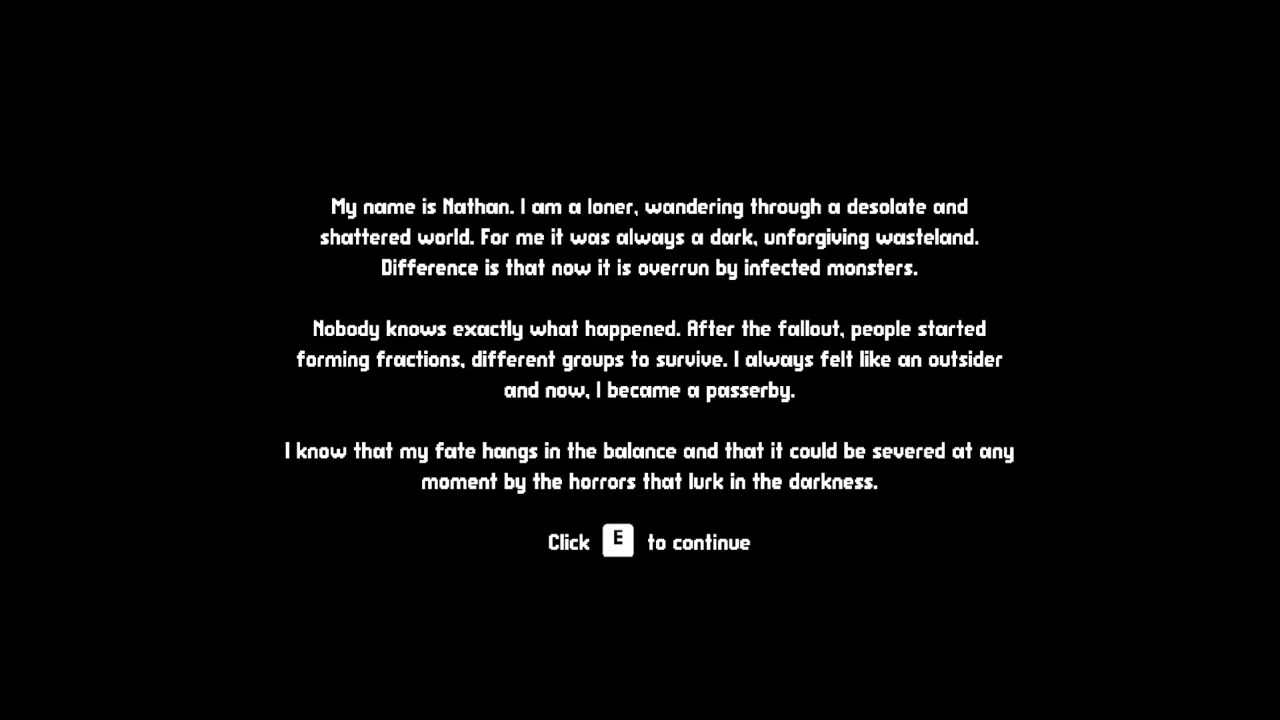 My name is Nathan. I am a loner, wandering through a desolate and
shattered world. For me it was always a dark, unforgiving wasteland.
Difference is that now it is overrun by infected monsters.
Nobody knows exactly what happened. After the fallout, people started
forming fractions, different groups to survive. I always felt like an outsider
and now, I became a passerby.
I know that my fate hangs in the balance and that it could be severed at any
moment by the horrors that lurk in the darkness.
Click E to continue